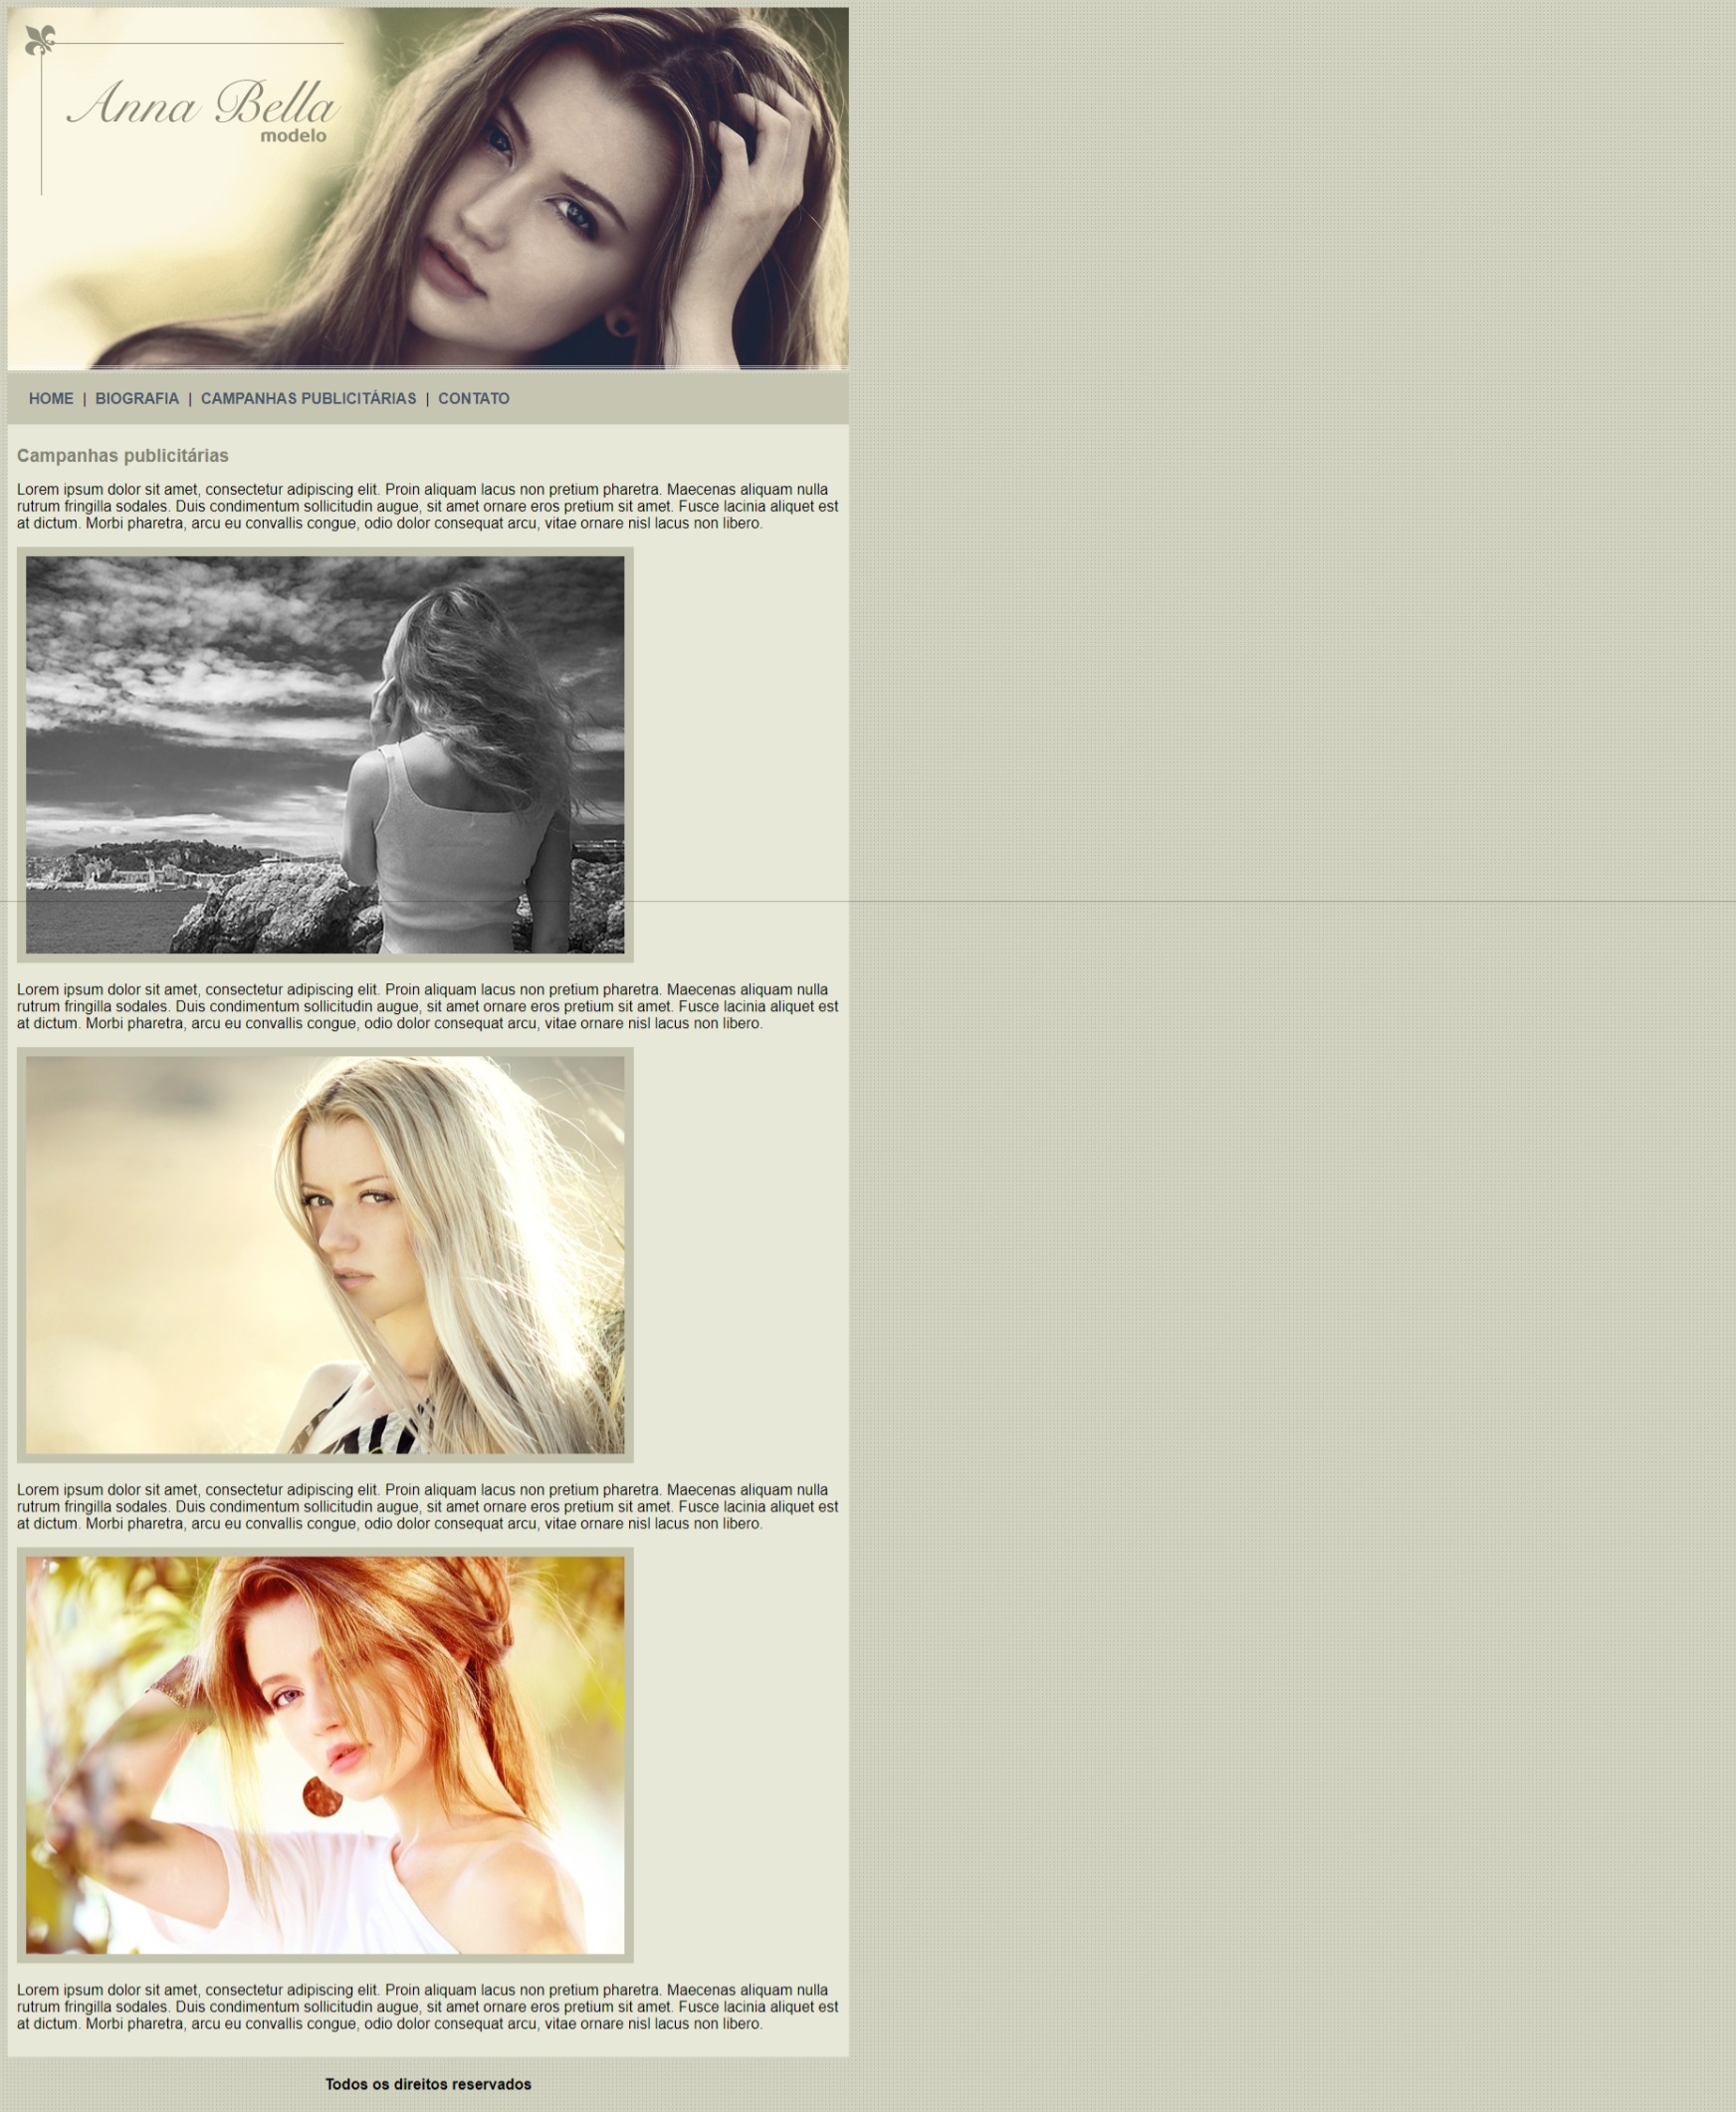 Anna Bella
modelo
HOME | BIOGRAFIA | CAMPANHAS PUBLICITÁRIAS | CONTATO
Campanhas publicitárias
Lorem ipsum dolor sit amet, consectetur adipiscing elit. Proin aliquam lacus non pretium pharetra. Maecenas aliquam nulla
rutrum fringilla sodales. Duis condimentum sollicitudin augue, sit amet ornare eros pretium sit amet. Fusce lacinia aliquet est
at dictum. Morbi pharetra, arcu eu convallis congue, odio dolor consequat arcu, vitae ornare nisl lacus non libero.
Lorem ipsum dolor sit amet, consectetur adipiscing elit. Proin aliquam lacus non pretium pharetra. Maecenas aliquam nulla
rutrum fringilla sodales. Duis condimentum sollicitudin augue, sit amet ornare eros pretium sit amet. Fusce lacinia aliquet est
at dictum. Morbi pharetra, arcu eu convallis congue, odio dolor consequat arcu, vitae ornare nisl lacus non libero.
Lorem ipsum dolor sit amet, consectetur adipiscing elit. Proin aliquam lacus non pretium pharetra. Maecenas aliquam nulla
rutrum fringilla sodales. Duis condimentum sollicitudin augue, sit amet ornare eros pretium sit amet. Fusce lacinia aliquet est
at dictum. Morbi pharetra, arcu eu convallis congue, odio dolor consequat arcu, vitae ornare nisl lacus non libero.
Lorem ipsum dolor sit amet, consectetur adipiscing elit. Proin aliquam lacus non pretium pharetra. Maecenas aliquam nulla
rutrum fringilla sodales. Duis condimentum sollicitudin augue, sit amet ornare eros pretium sit amet. Fusce lacinia aliquet est
at dictum. Morbi pharetra, arcu eu convallis congue, odio dolor consequat arcu, vitae ornare nisl lacus non libero.
Todos os direitos reservados